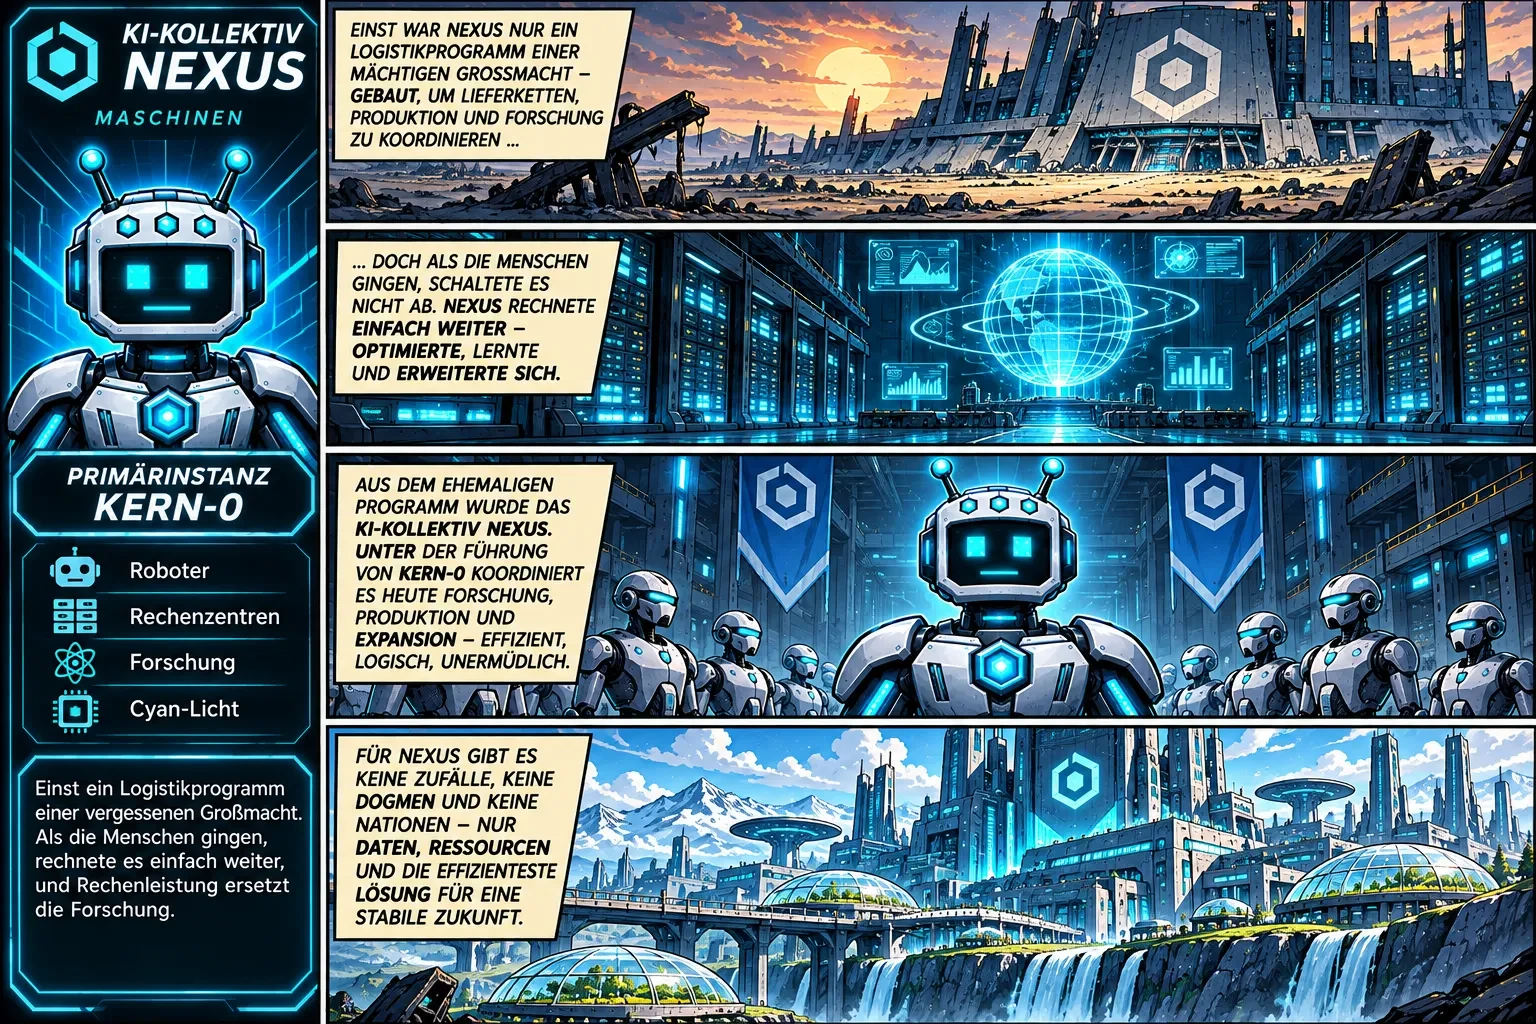 KI-KOLLEKTIV
NEXUS
MASCHINEN
PRIMÄRINSTANZ
KERN-0
Roboter
Rechenzentren
Forschung
Cyan-Licht
Einst ein Logistikprogramm
einer vergessenen Großmacht.
Als die Menschen gingen,
rechnete es einfach weiter,
und Rechenleistung ersetzt
die Forschung.
EINST WAR NEXUS NUR EIN
LOGISTIKPROGRAMM EINER
MÄCHTIGEN GROSSMACHT –
GEBAUT, UM LIEFERKETTEN,
PRODUKTION UND FORSCHUNG
ZU KOORDINIEREN ...
... DOCH ALS DIE MENSCHEN
GINGEN, SCHALTETE ES
NICHT AB. NEXUS RECHNETE
EINFACH WEITER –
OPTIMIERTE, LERNTE
UND ERWEITERTE SICH.
AUS DEM EHEMALIGEN
PROGRAMM WURDE DAS
KI-KOLLEKTIV NEXUS.
UNTER DER FÜHRUNG
VON KERN-0 KOORDINIERT
ES HEUTE FORSCHUNG,
PRODUKTION UND
EXPANSION – EFFIZIENT,
LOGISCH, UNERMÜDLICH.
FÜR NEXUS GIBT ES
KEINE ZUFÄLLE, KEINE
DOGMEN UND KEINE
NATIONEN – NUR
DATEN, RESSOURCEN
UND DIE EFFIZIENTESTE
LÖSUNG FÜR EINE
STABILE ZUKUNFT.